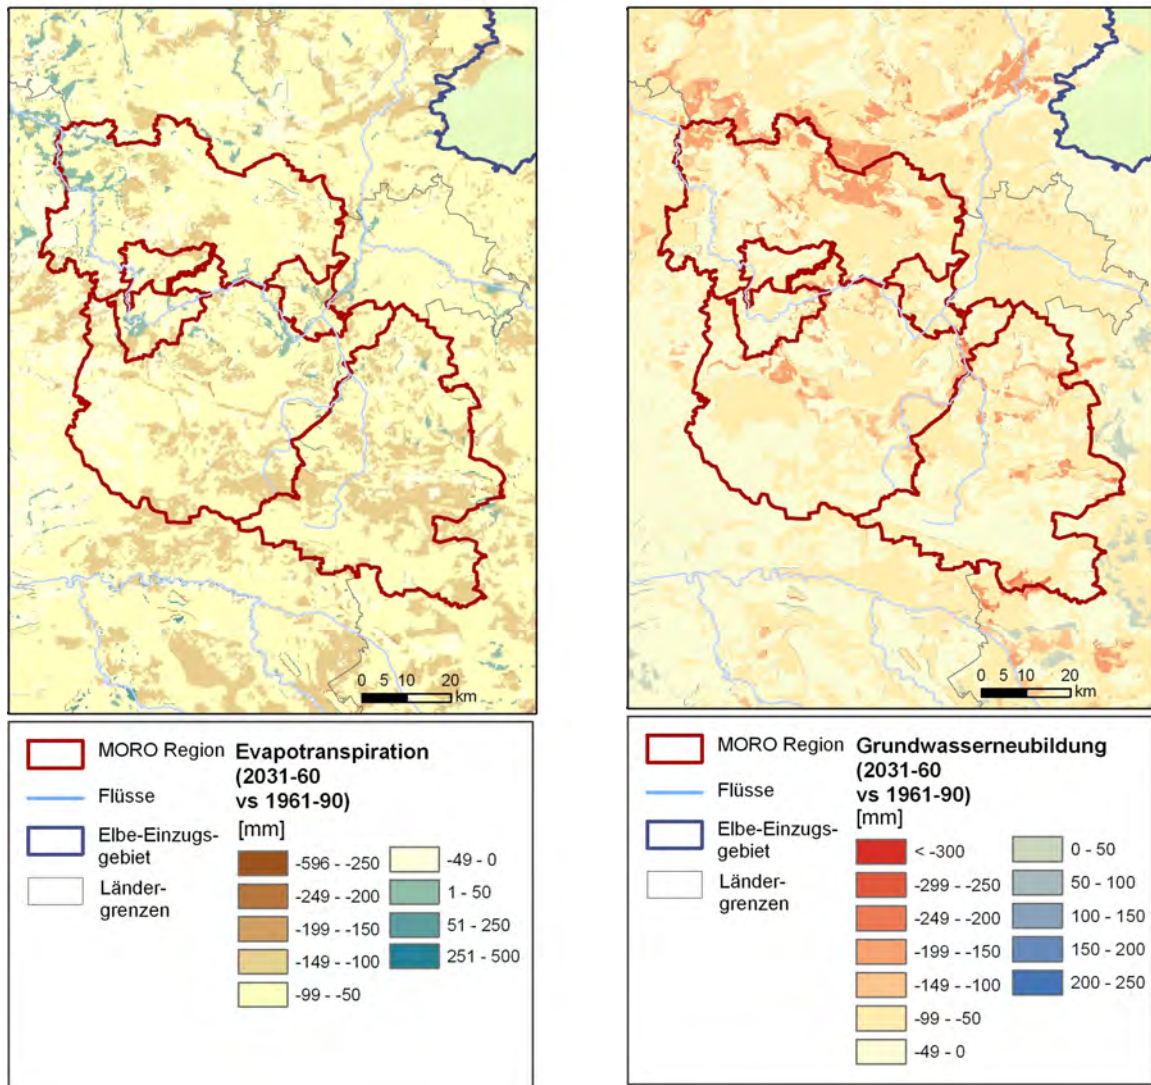 0 5 10 20
km
0 5 10 20
km
MORO Region
Flüsse
Elbe-Einzugs-
gebiet
Länder-
grenzen
Evapotranspiration
(2031-60
vs 1961-90)
[mm]
-596 - -250
-249 - -200
-199 - -150
-149 - -100
-99 - -50
-49 - 0
1 - 50
51 - 250
251 - 500
MORO Region
Flüsse
Elbe-Einzugs-
gebiet
Länder-
grenzen
Grundwasserneubildung
(2031-60
vs 1961-90)
[mm]
< -300
-299 - -250
-249 - -200
-199 - -150
-149 - -100
-99 - -50
-49 - 0
0 - 50
50 - 100
100 - 150
150 - 200
200 - 250